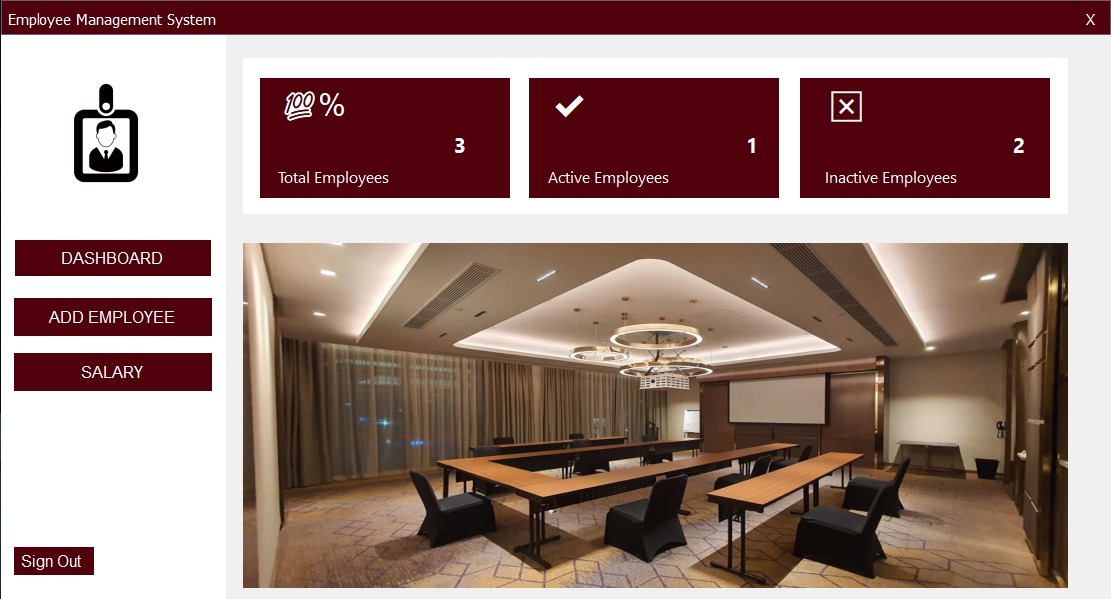 Employee Management System
X
💯%
✔
3
1
2
Total Employees
Active Employees
Inactive Employees
DASHBOARD
ADD EMPLOYEE
SALARY
Sign Out